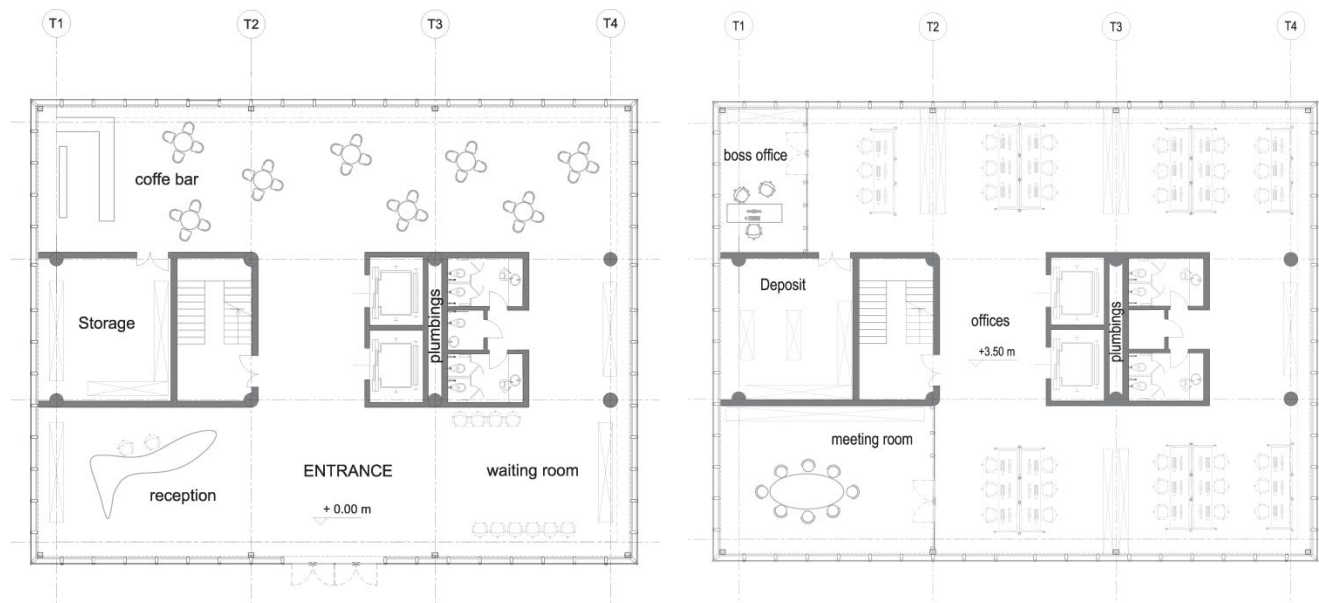 T1
T2
T3
T4
coffe bar
Storage
plumbings
reception
ENTRANCE
+ 0.00 m
waiting room
T1
T2
T3
T4
boss office
Deposit
offices
+3.50 m
plumbings
meeting room